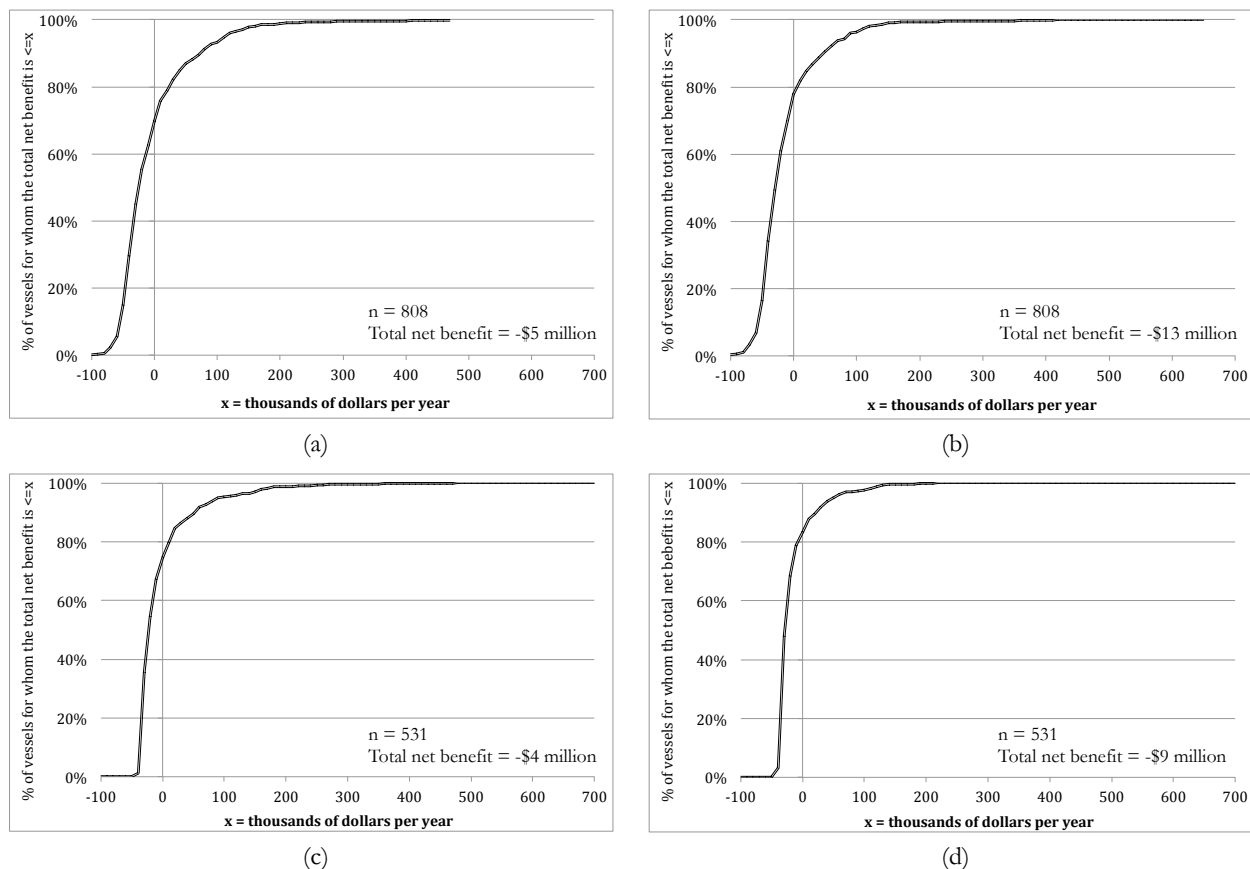 % of vessels for whom the total net benefit is <=x
100%
80%
60%
40%
20%
0%
n = 808
Total net benefit = -$5 million
-100 0 100 200 300 400 500 600 700
x = thousands of dollars per year
(a)
% of vessels for whom the total net benefit is <=x
100%
80%
60%
40%
20%
0%
n = 808
Total net benefit = -$13 million
-100 0 100 200 300 400 500 600 700
x = thousands of dollars per year
(b)
% of vessels for whom the total net benefit is <=x
100%
80%
60%
40%
20%
0%
n = 531
Total net benefit = -$4 million
-100 0 100 200 300 400 500 600 700
x = thousands of dollars per year
(c)
% of vessels for whom the total net bebefit is <=x
100%
80%
60%
40%
20%
0%
n = 531
Total net benefit = -$9 million
-100 0 100 200 300 400 500 600 700
x = thousands of dollars per year
(d)